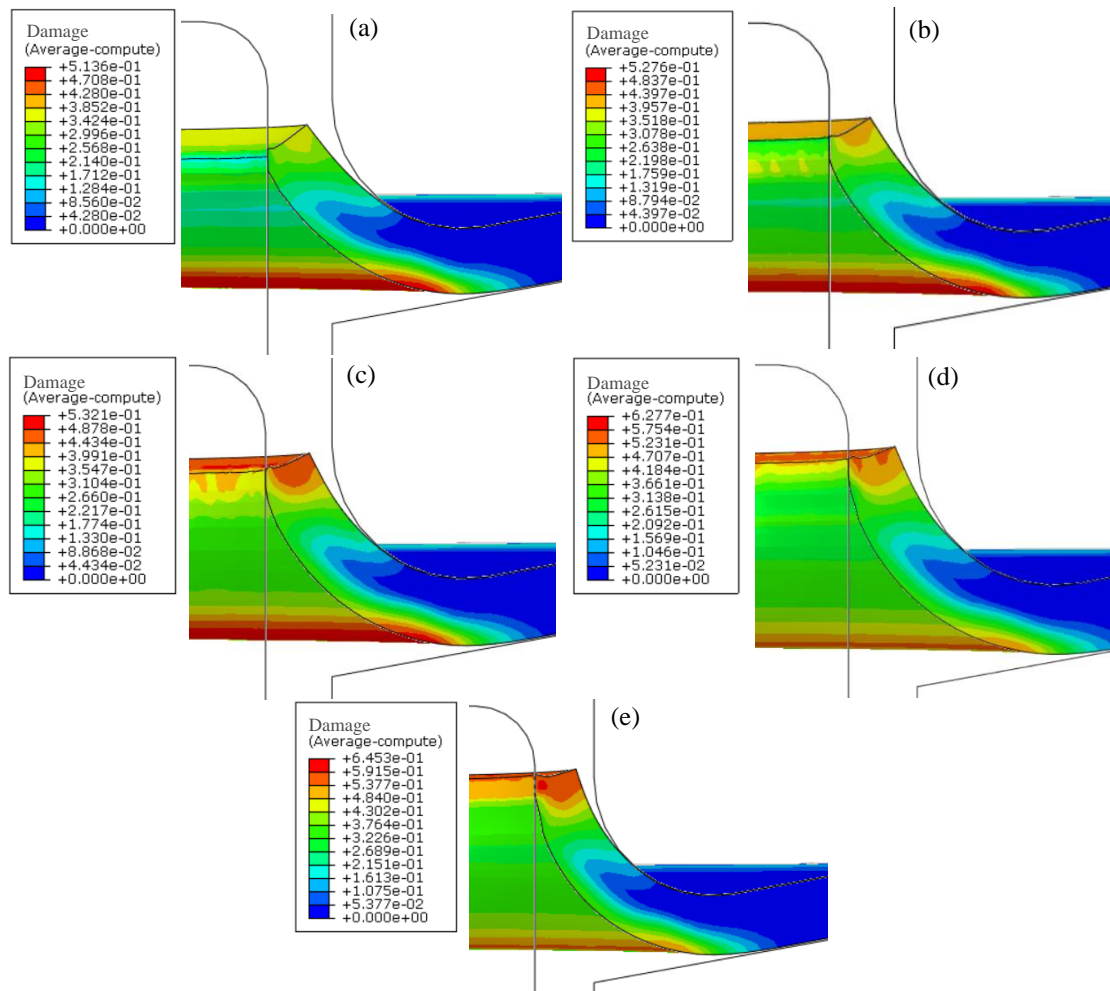 (a)
Damage
(Average-compute)
+5.136e-01
+4.708e-01
+4.280e-01
+3.852e-01
+3.424e-01
+2.996e-01
+2.568e-01
+2.140e-01
+1.712e-01
+1.284e-01
+8.560e-02
+4.280e-02
+0.000e+00
(b)
Damage
(Average-compute)
+5.276e-01
+4.837e-01
+4.397e-01
+3.957e-01
+3.518e-01
+3.078e-01
+2.638e-01
+2.198e-01
+1.759e-01
+1.319e-01
+8.794e-02
+4.397e-02
+0.000e+00
(c)
Damage
(Average-compute)
+5.321e-01
+4.878e-01
+4.434e-01
+3.991e-01
+3.547e-01
+3.104e-01
+2.660e-01
+2.217e-01
+1.774e-01
+1.330e-01
+8.868e-02
+4.434e-02
+0.000e+00
(d)
Damage
(Average-compute)
+6.277e-01
+5.754e-01
+5.231e-01
+4.707e-01
+4.184e-01
+3.661e-01
+3.138e-01
+2.615e-01
+2.092e-01
+1.569e-01
+1.046e-01
+5.231e-02
+0.000e+00
(e)
Damage
(Average-compute)
+6.453e-01
+5.915e-01
+5.377e-01
+4.840e-01
+4.302e-01
+3.764e-01
+3.226e-01
+2.689e-01
+2.151e-01
+1.613e-01
+1.075e-01
+5.377e-02
+0.000e+00